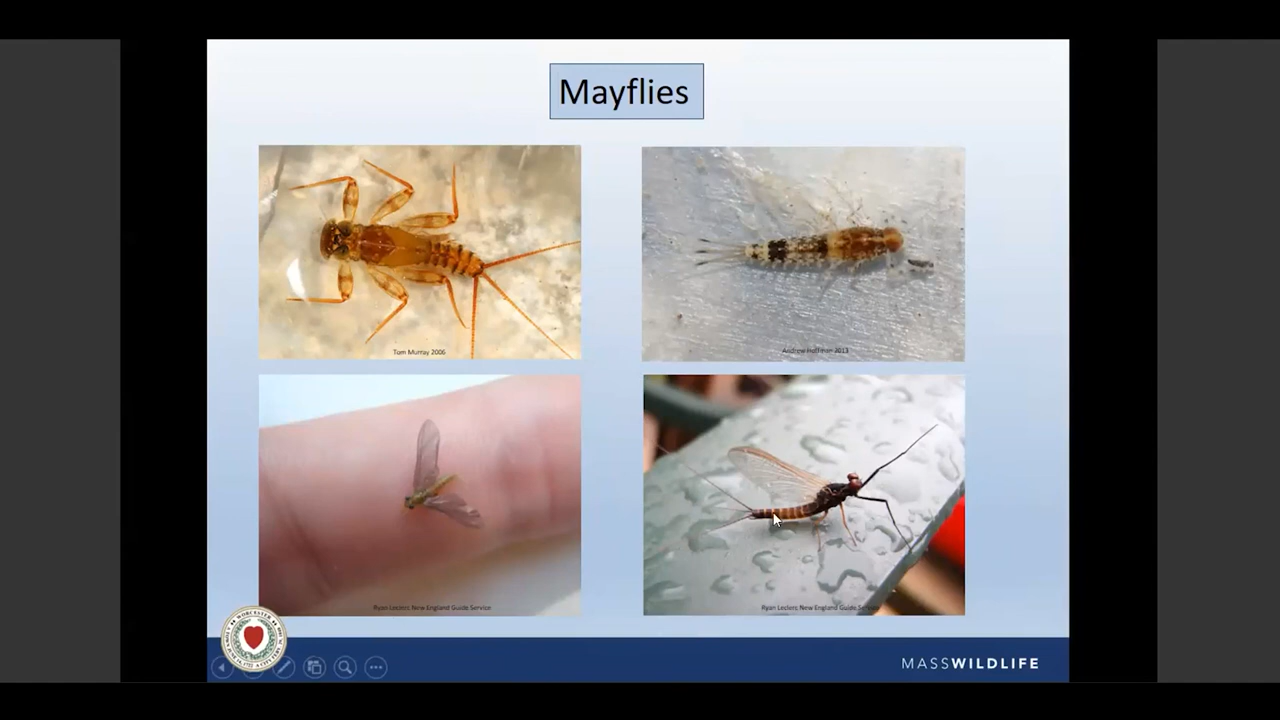 Mayflies
Tom Murray 2006
Andrew Hoffman 2013
Ryan Leclerc New England Guide Service
Ryan Leclerc New England Guide Service
WORCESTER
MASSWILDLIFE